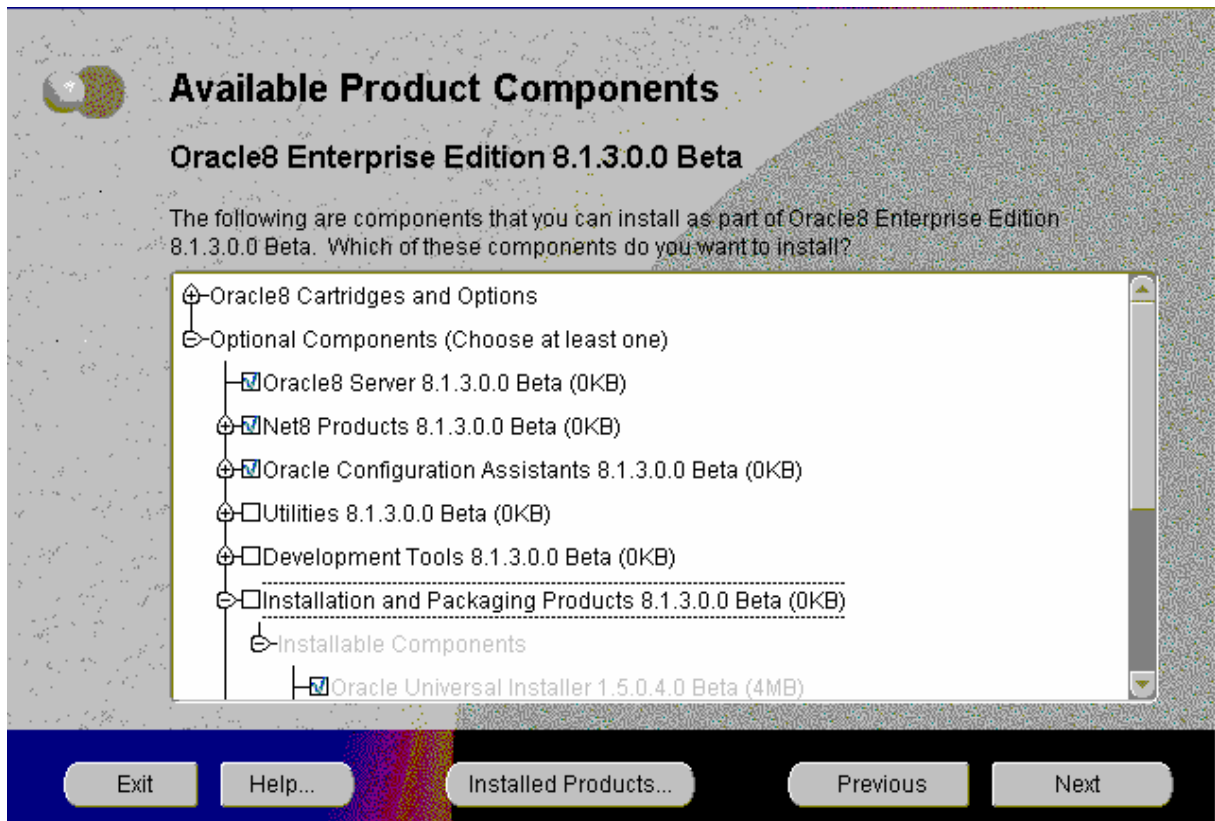 Available Product Components
Oracle8 Enterprise Edition 8.1.3.0.0 Beta
The following are components that you can install as part of Oracle8 Enterprise Edition
8.1.3.0.0 Beta.  Which of these components do you want to install?
Oracle8 Cartridges and Options
Optional Components (Choose at least one)
Oracle8 Server 8.1.3.0.0 Beta (0KB)
Net8 Products 8.1.3.0.0 Beta (0KB)
Oracle Configuration Assistants 8.1.3.0.0 Beta (0KB)
Utilities 8.1.3.0.0 Beta (0KB)
Development Tools 8.1.3.0.0 Beta (0KB)
Installation and Packaging Products 8.1.3.0.0 Beta (0KB)
Installable Components
Oracle Universal Installer 1.5.0.4.0 Beta (4MB)
Exit Help... Installed Products... Previous Next